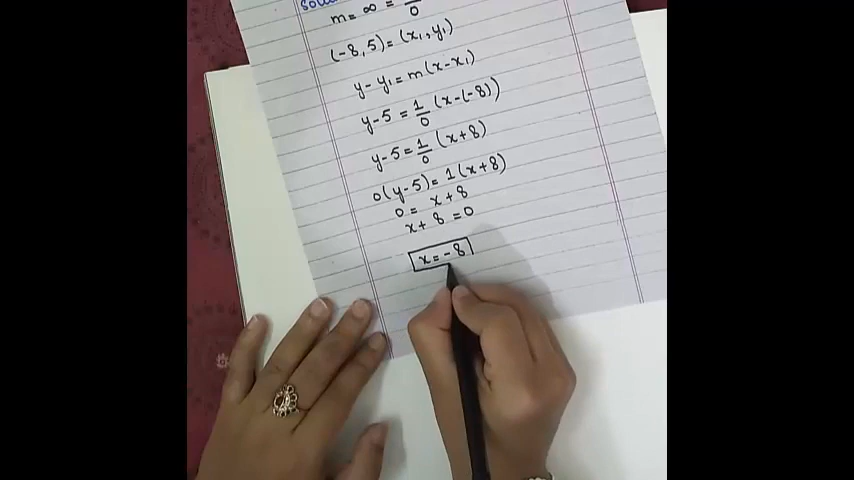 m = ∞ = /0
(-8,5) = (x₁, y₁)
y - y₁ = m(x - x₁)
y - 5 = 1/0 (x - (-8))
y - 5 = 1/0 (x + 8)
0(y - 5) = 1(x + 8)
0 = x + 8
x + 8 = 0
x = -8